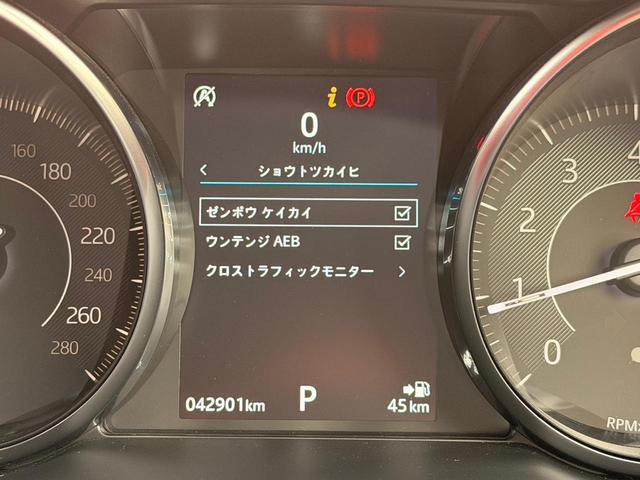 0
km/h
ショウトツカイヒ
ゼンボウ ケイカイ
ウンテンジ AEB
クロストラフィックモニター
042901km
P
45km
160
180
200
220
240
260
280
4
3
2
1
0
RPM